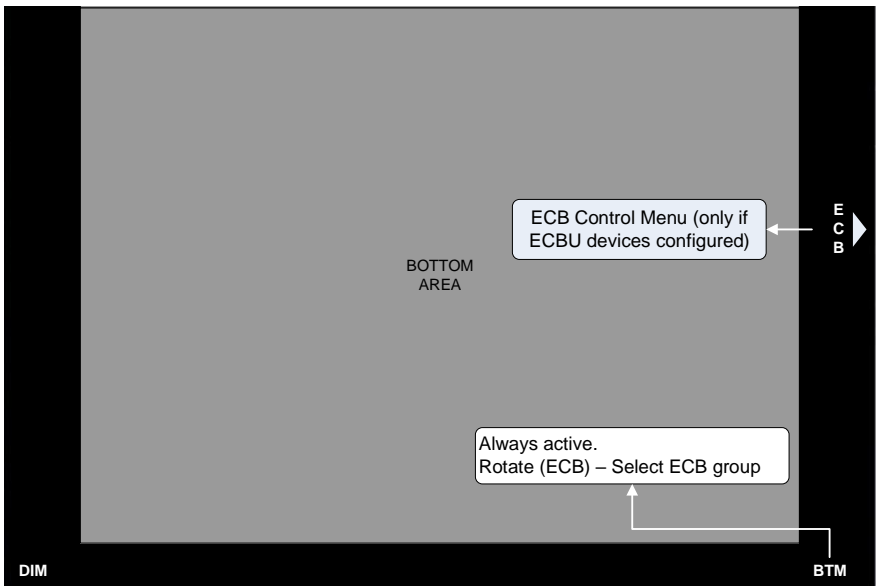 ECB Control Menu (only if
ECBU devices configured)
E
C
B
BOTTOM
AREA
Always active.
Rotate (ECB) – Select ECB group
DIM
BTM